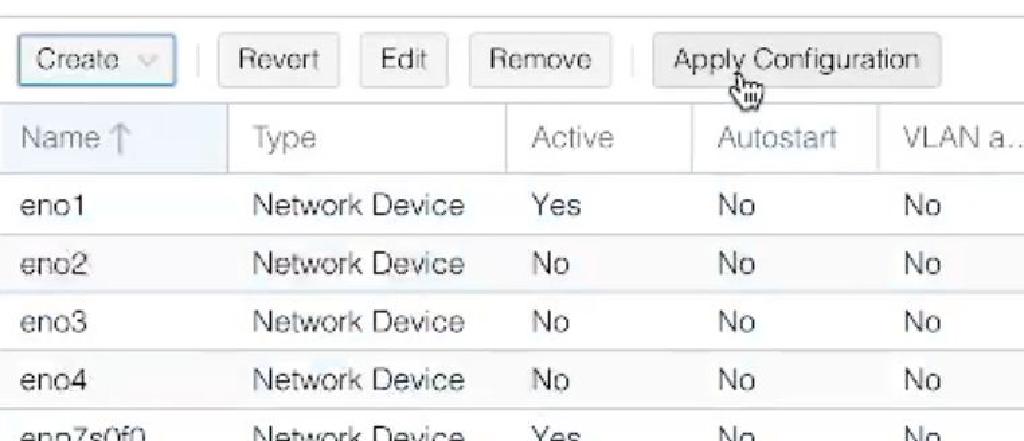 Create Revert Edit Remove Apply Configuration
Name ↑ Type Active Autostart VLAN a...
eno1 Network Device Yes No No
eno2 Network Device No No No
eno3 Network Device No No No
eno4 Network Device No No No
enp7s0f0 Network Device Yes No No